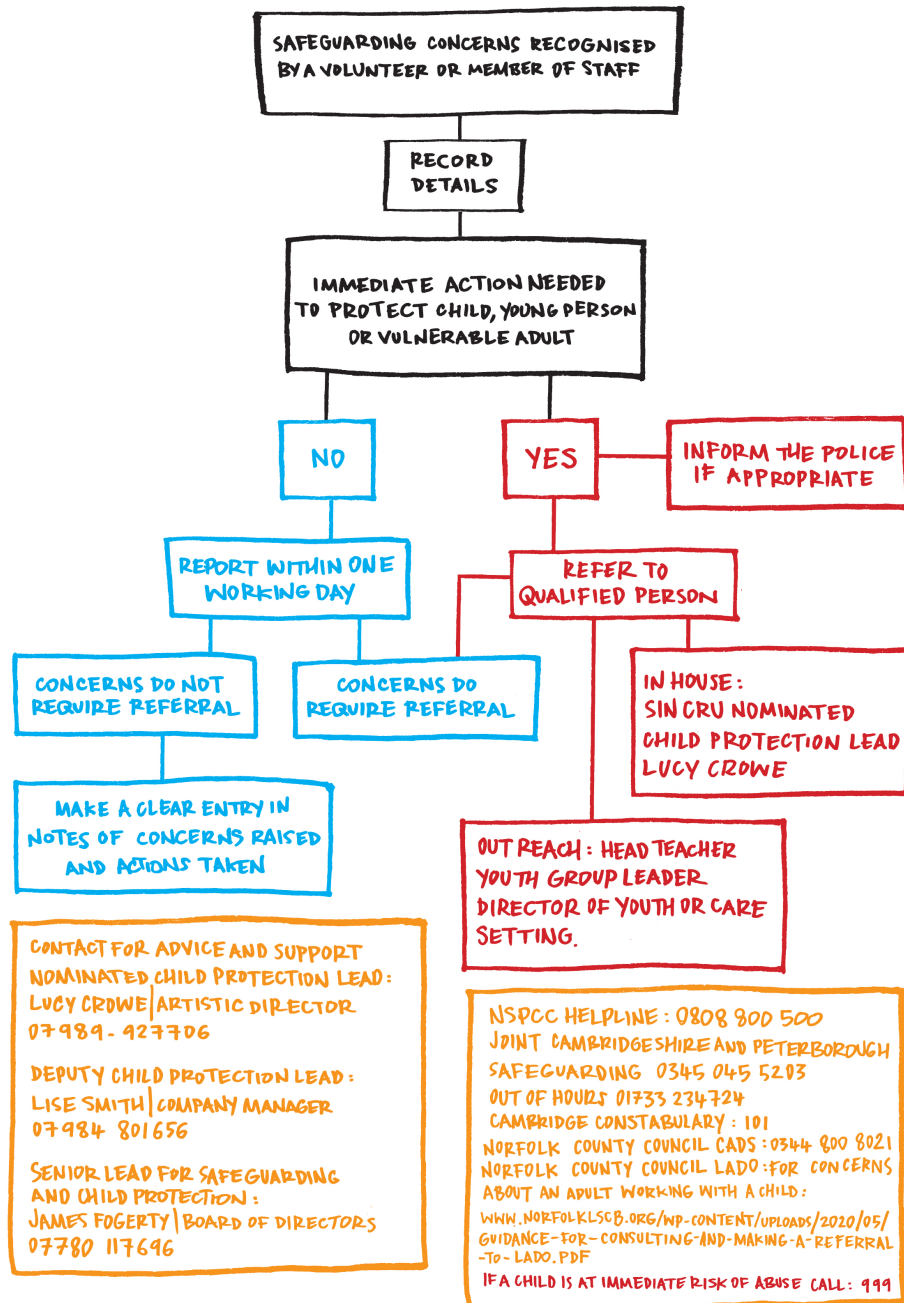 SAFEGUARDING CONCERNS RECOGNISED
BY A VOLUNTEER OR MEMBER OF STAFF
RECORD
DETAILS
IMMEDIATE ACTION NEEDED
TO PROTECT CHILD, YOUNG PERSON
OR VULNERABLE ADULT
NO
YES
INFORM THE POLICE
IF APPROPRIATE
REPORT WITHIN ONE
WORKING DAY
REFER TO
QUALIFIED PERSON
CONCERNS DO NOT
REQUIRE REFERRAL
CONCERNS DO
REQUIRE REFERRAL
IN HOUSE:
SIN CRU NOMINATED
CHILD PROTECTION LEAD
LUCY CROWE
MAKE A CLEAR ENTRY IN
NOTES OF CONCERNS RAISED
AND ACTIONS TAKEN
OUT REACH: HEAD TEACHER
YOUTH GROUP LEADER
DIRECTOR OF YOUTH OR CARE
SETTING.
CONTACT FOR ADVICE AND SUPPORT
NOMINATED CHILD PROTECTION LEAD:
LUCY CROWE | ARTISTIC DIRECTOR
07989-927706
DEPUTY CHILD PROTECTION LEAD:
LISE SMITH | COMPANY MANAGER
07984 801656
SENIOR LEAD FOR SAFEGUARDING
AND CHILD PROTECTION:
JAMES FOGERTY | BOARD OF DIRECTORS
07780 117696
NSPCC HELPLINE: 0808 800 500
JOINT CAMBRIDGESHIRE AND PETERBOROUGH
SAFEGUARDING 0345 045 5203
OUT OF HOURS 01733 234724
CAMBRIDGE CONSTABULARY: 101
NORFOLK COUNTY COUNCIL CADS: 0344 800 8021
NORFOLK COUNTY COUNCIL LADO: FOR CONCERNS
ABOUT AN ADULT WORKING WITH A CHILD:
WWW.NORFOLKLSCB.ORG/WP-CONTENT/UPLOADS/2020/05/
GUIDANCE-FOR-CONSULTING-AND-MAKING-A-REFERRAL
-TO-LADO.PDF
IF A CHILD IS AT IMMEDIATE RISK OF ABUSE CALL: 999